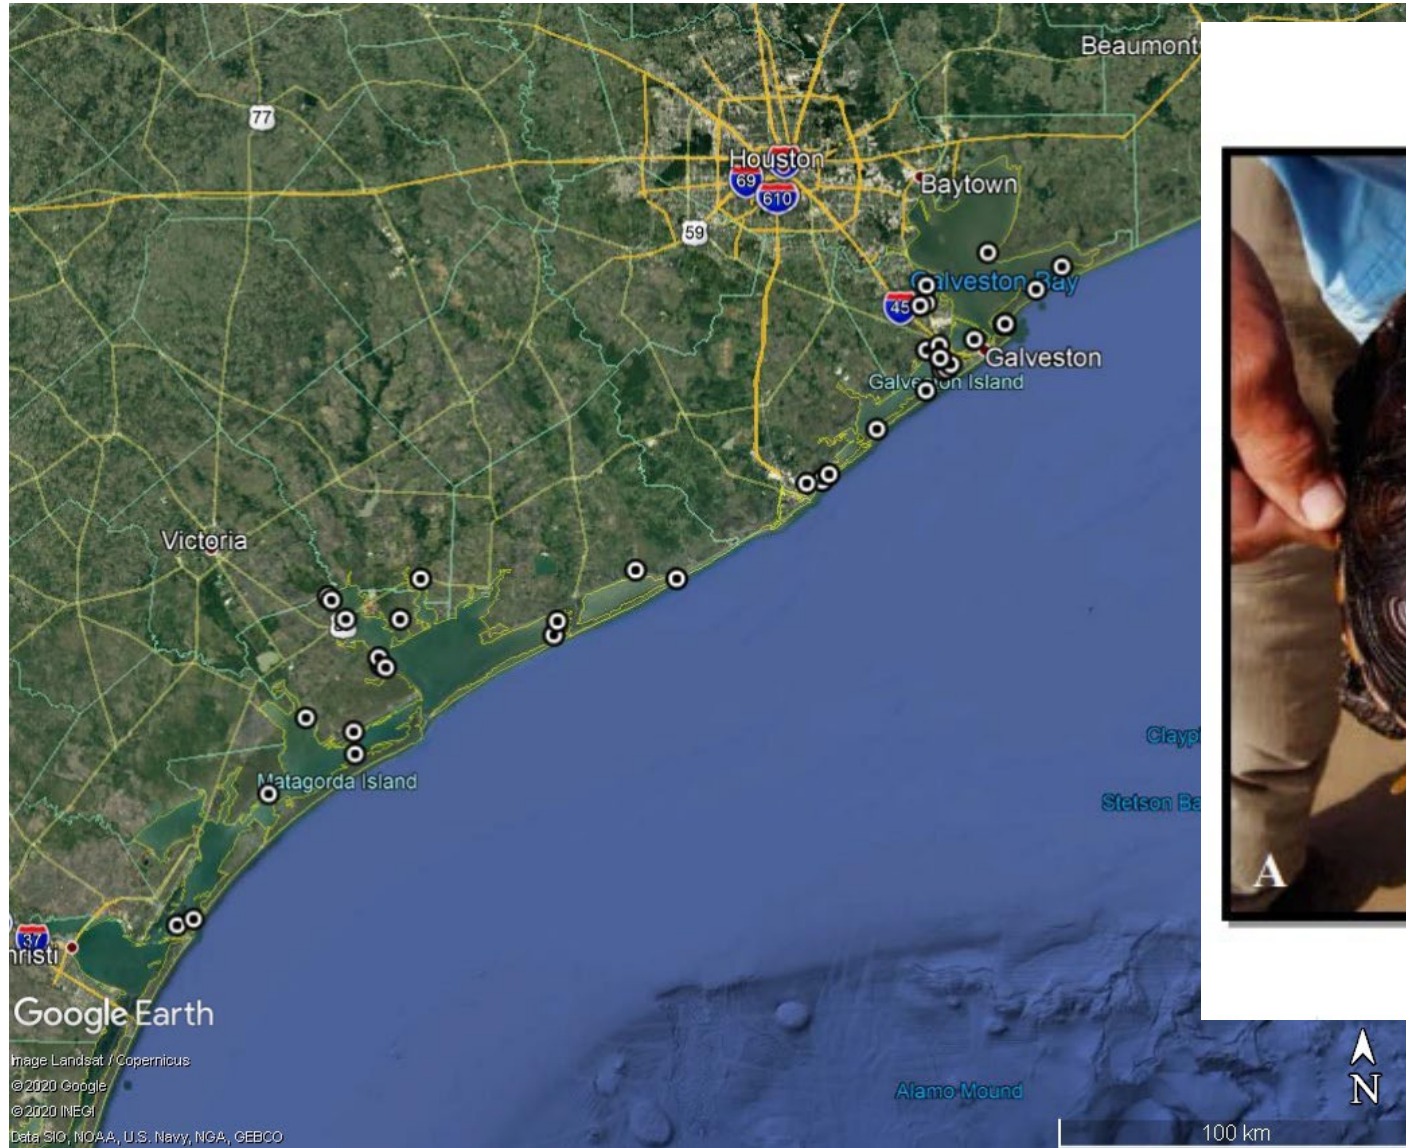 Beaumont
77
Houston
69
610
Baytown
59
Galveston Bay
45
Galveston
Galveston Island
Victoria
Claypi
Matagorda Island
Stetson Ba
A
37
hristi
Google Earth
Image Landsat / Copernicus
© 2020 Google
© 2020 INEGI
Data SIO, NOAA, U.S. Navy, NGA, GEBCO
Alamo Mound
N
100 km